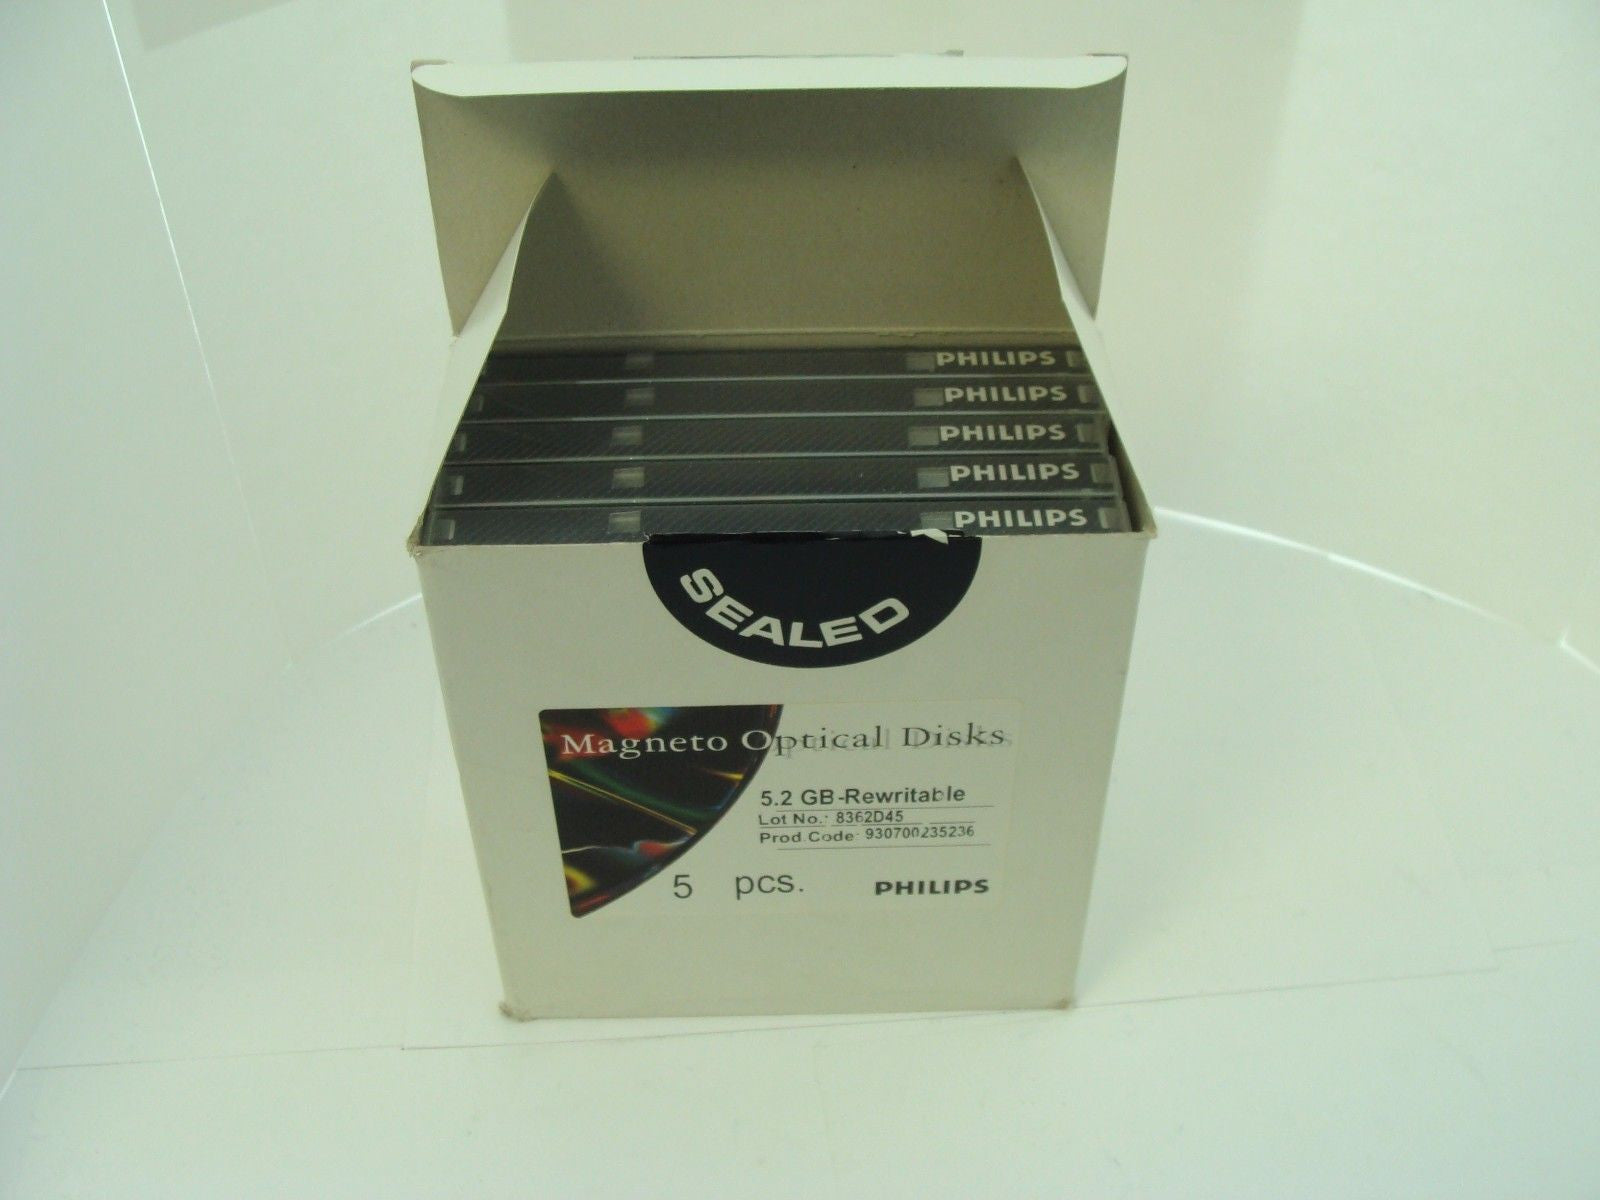 PHILIPS
PHILIPS
PHILIPS
PHILIPS
PHILIPS
SEALED
Magneto Optical Disks
5.2 GB-Rewritable
Lot No.: 8362D45
Prod.Code: 930700235236
5 pcs. PHILIPS